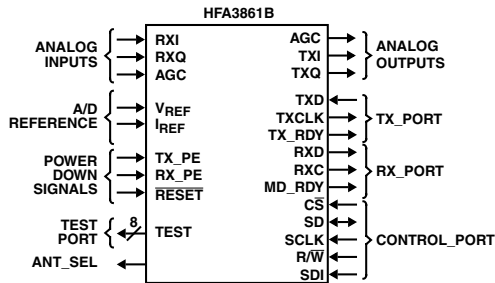 HFA3861B
ANALOG
INPUTS
RXI
RXQ
AGC
A/D
REFERENCE
VREF
IREF
POWER
DOWN
SIGNALS
TX_PE
RX_PE
RESET
TEST
PORT
8
TEST
ANT_SEL
AGC
TXI
TXQ
ANALOG
OUTPUTS
TXD
TXCLK
TX_RDY
TX_PORT
RXD
RXC
MD_RDY
RX_PORT
CS
SD
SCLK
R/W
SDI
CONTROL_PORT